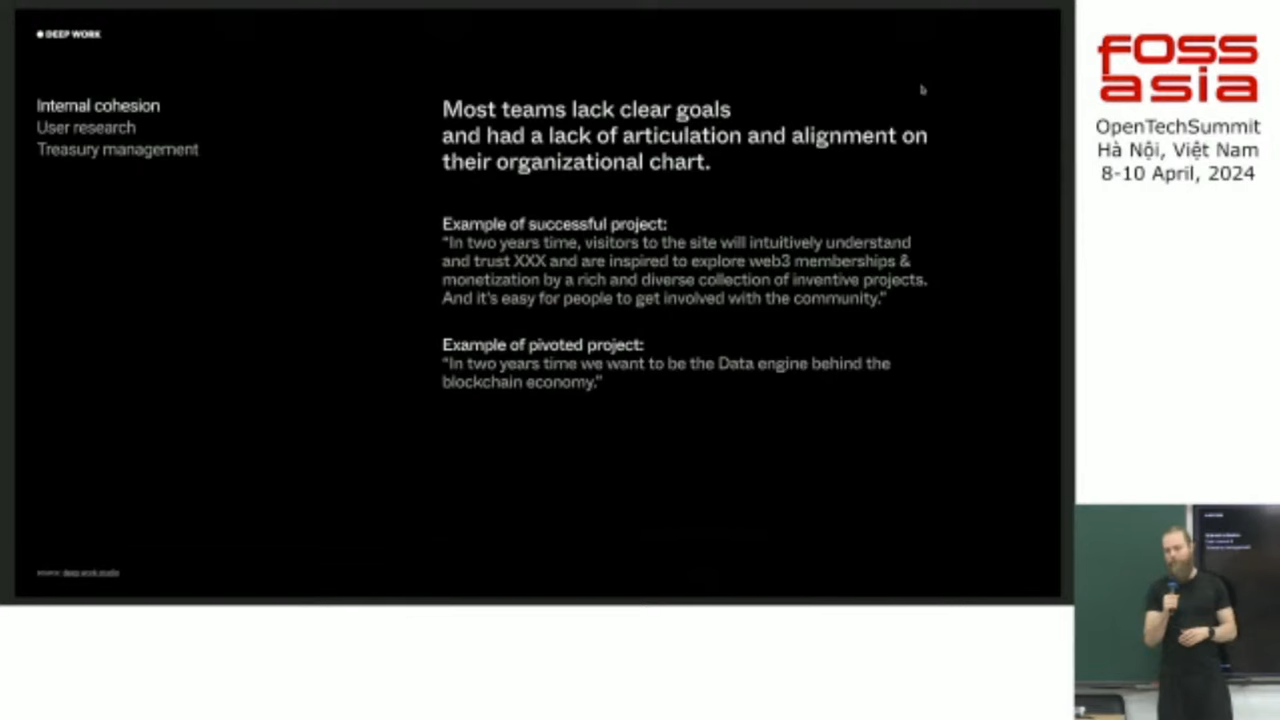 DEEP WORK
Internal cohesion
User research
Treasury management
Most teams lack clear goals
and had a lack of articulation and alignment on
their organizational chart.
Example of successful project:
“In two years time, visitors to the site will intuitively understand
and trust XXX and are inspired to explore web3 memberships &
monetization by a rich and diverse collection of inventive projects.
And it's easy for people to get involved with the community.”
Example of pivoted project:
“In two years time we want to be the Data engine behind the
blockchain economy.”
deep work studio
FOSS
asia
OpenTechSummit
Hà Nội, Việt Nam
8-10 April, 2024